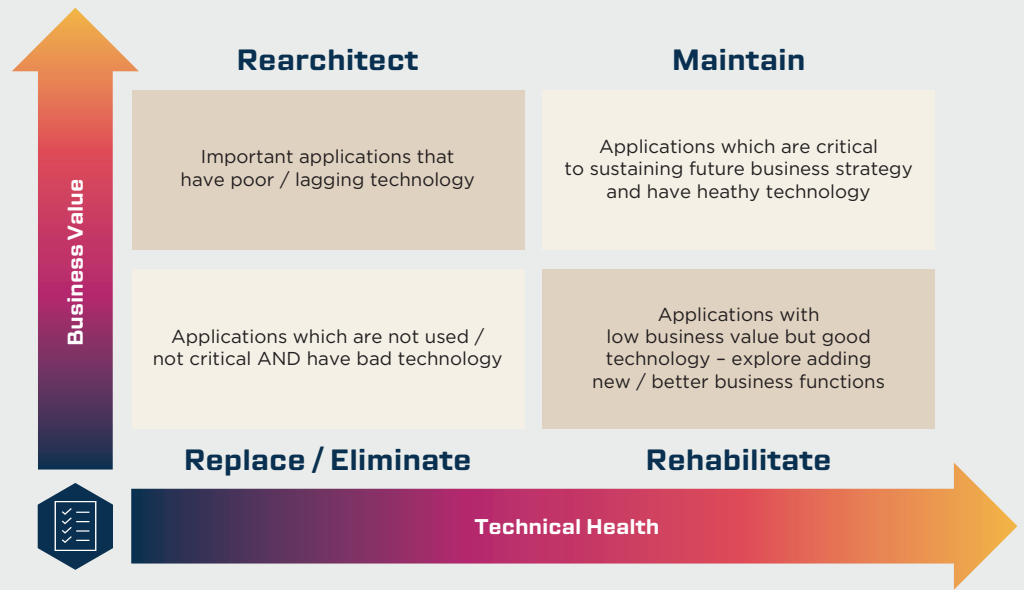 Rearchitect
Maintain
Important applications that
have poor / lagging technology
Applications which are critical
to sustaining future business strategy
and have heathy technology
Business Value
Applications which are not used /
not critical AND have bad technology
Applications with
low business value but good
technology – explore adding
new / better business functions
Replace / Eliminate
Rehabilitate
Technical Health